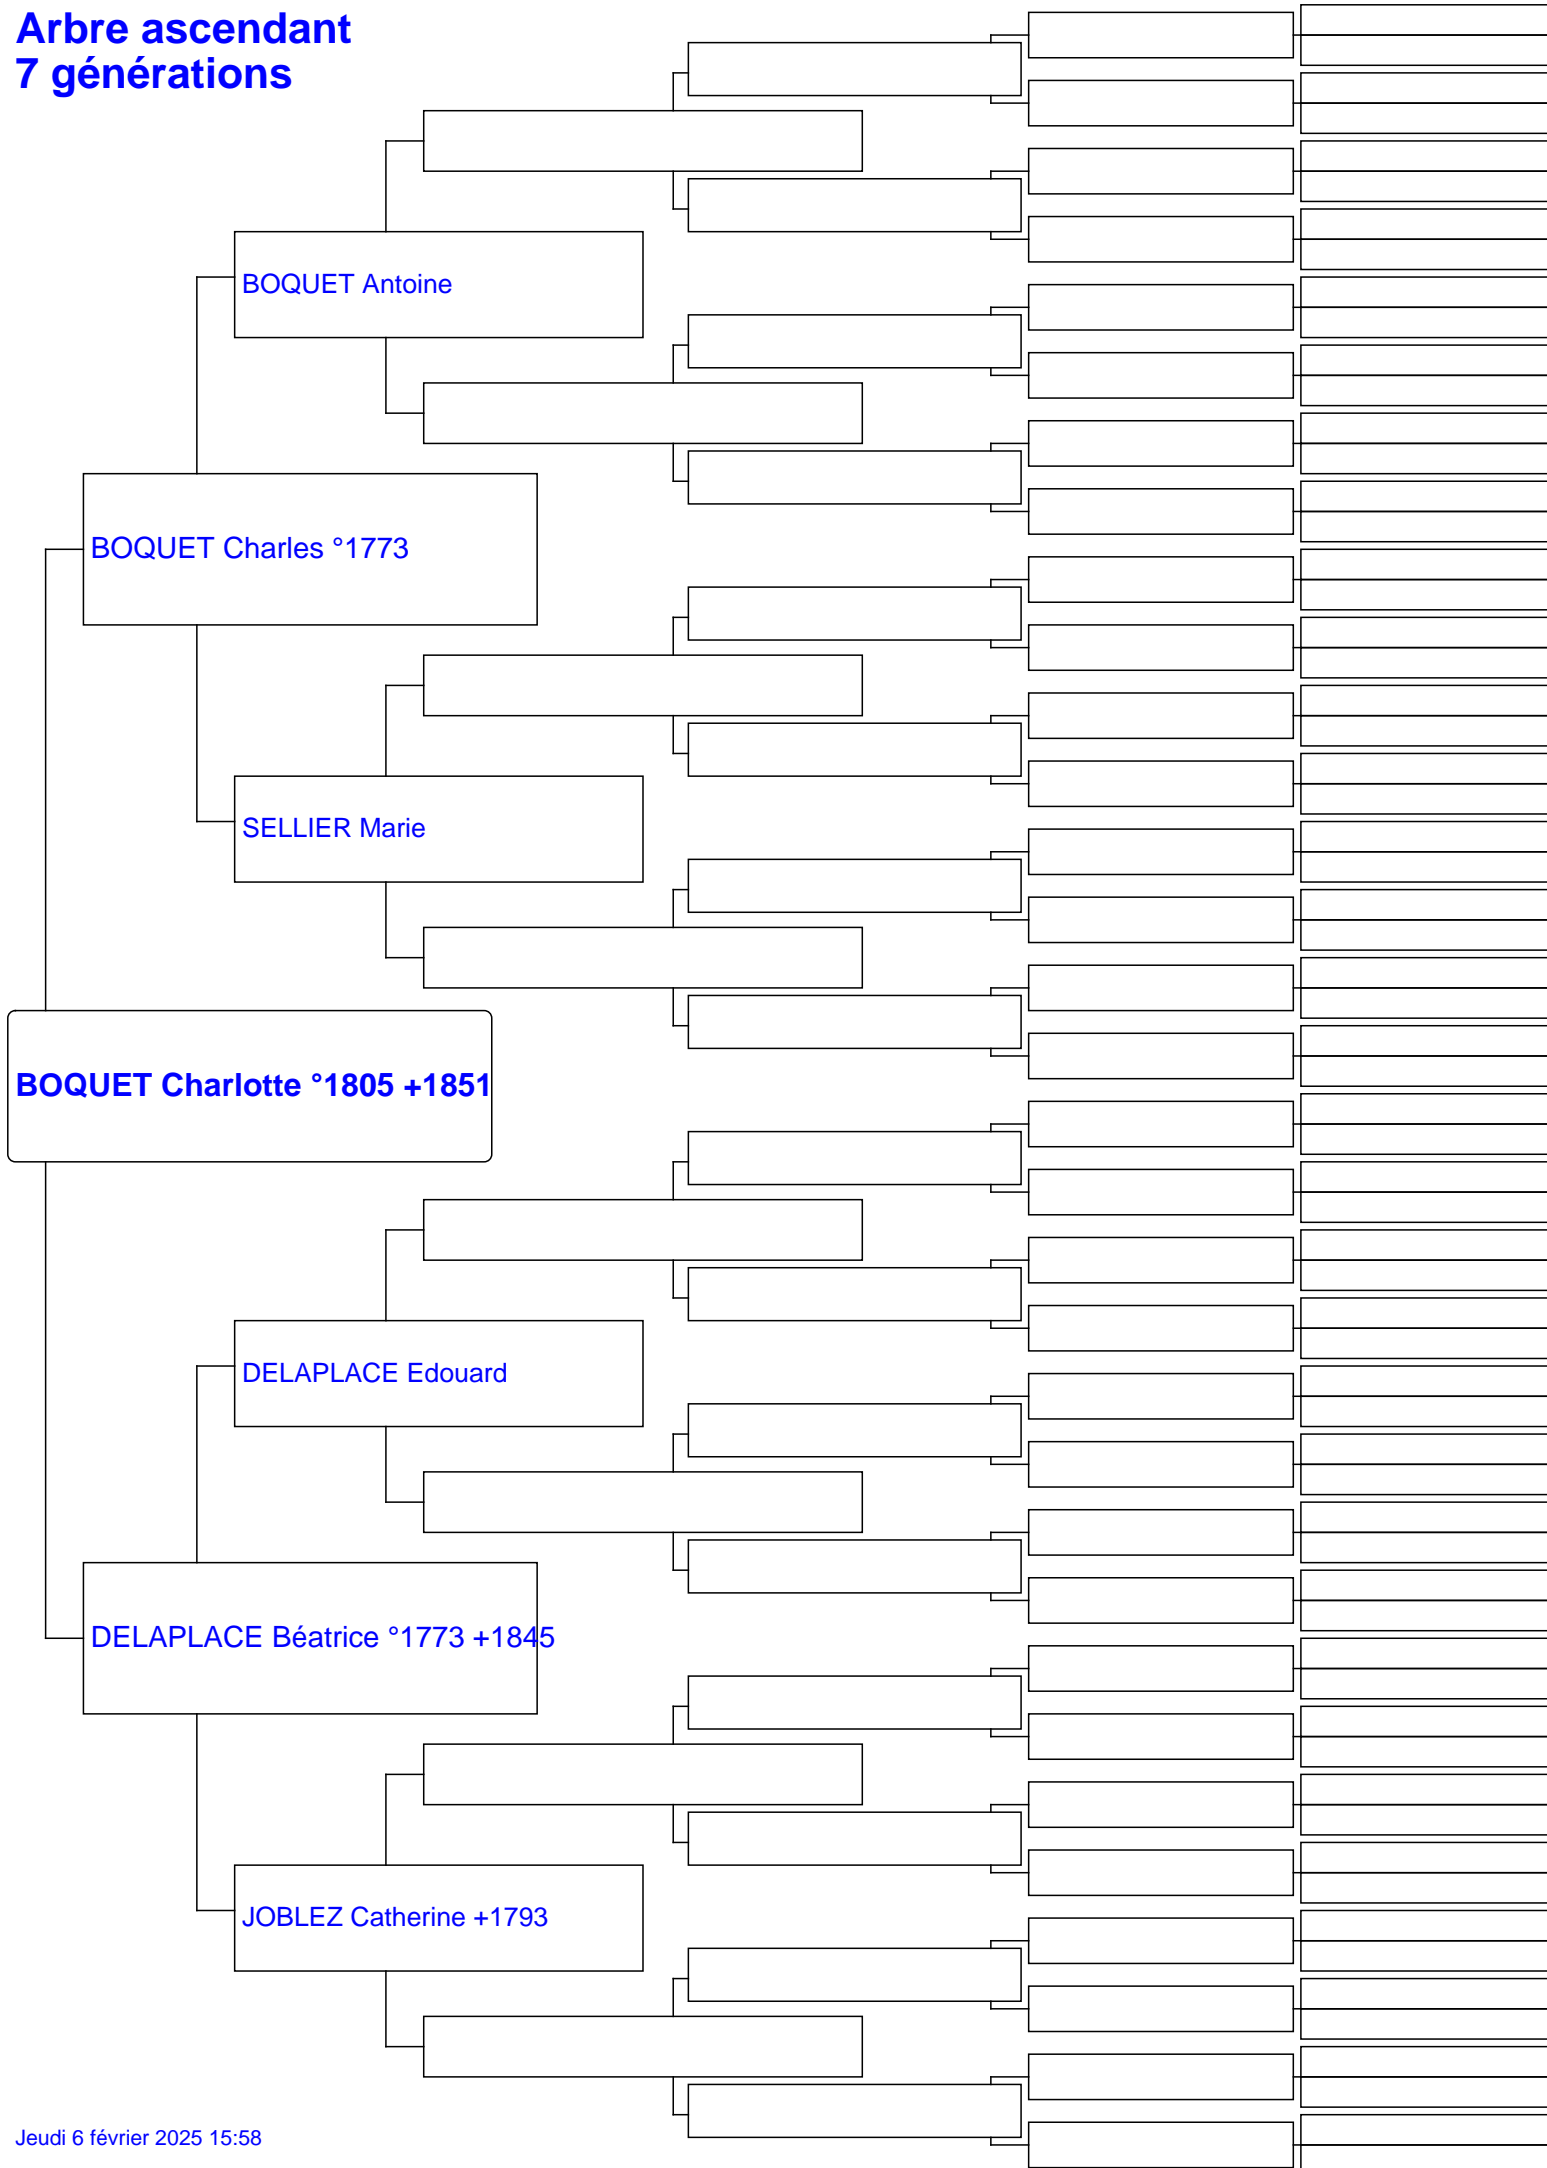 Arbre ascendant
7 générations
BOQUET Antoine
BOQUET Charles °1773
SELLIER Marie
BOQUET Charlotte °1805 +1851
DELAPLACE Edouard
DELAPLACE Béatrice °1773 +1845
JOBLEZ Catherine +1793
Jeudi 6 février 2025 15:58